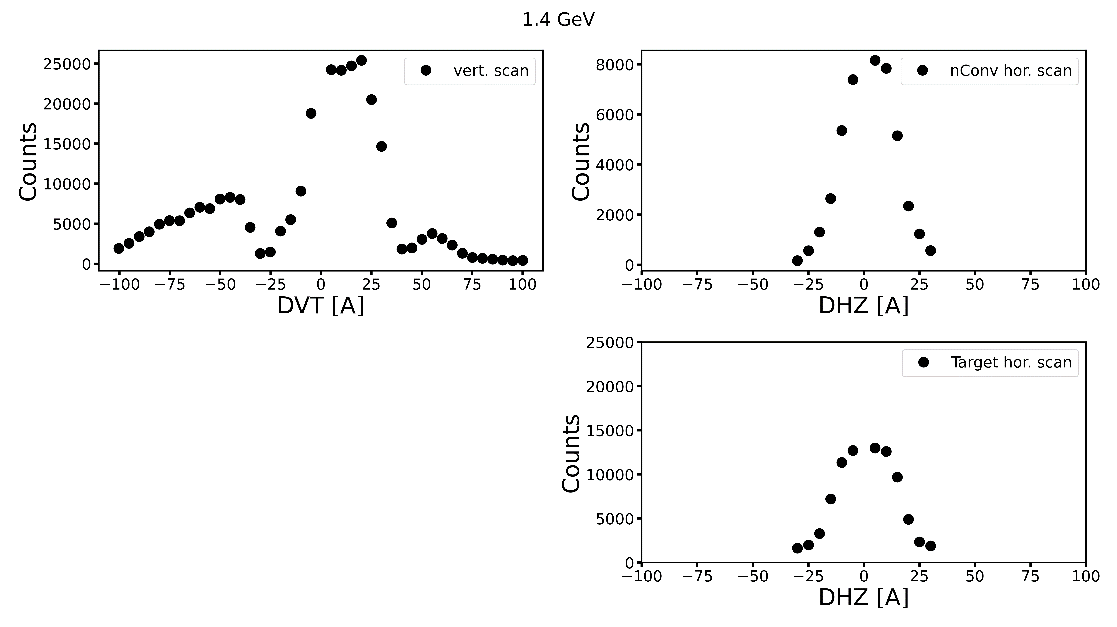 1.4 GeV
25000
20000
15000
10000
5000
0
Counts
vert. scan
−100 −75 −50 −25 0 25 50 75 100
DVT [A]
8000
6000
4000
2000
0
Counts
nConv hor. scan
−100 −75 −50 −25 0 25 50 75 100
DHZ [A]
25000
20000
15000
10000
5000
0
Counts
Target hor. scan
−100 −75 −50 −25 0 25 50 75 100
DHZ [A]